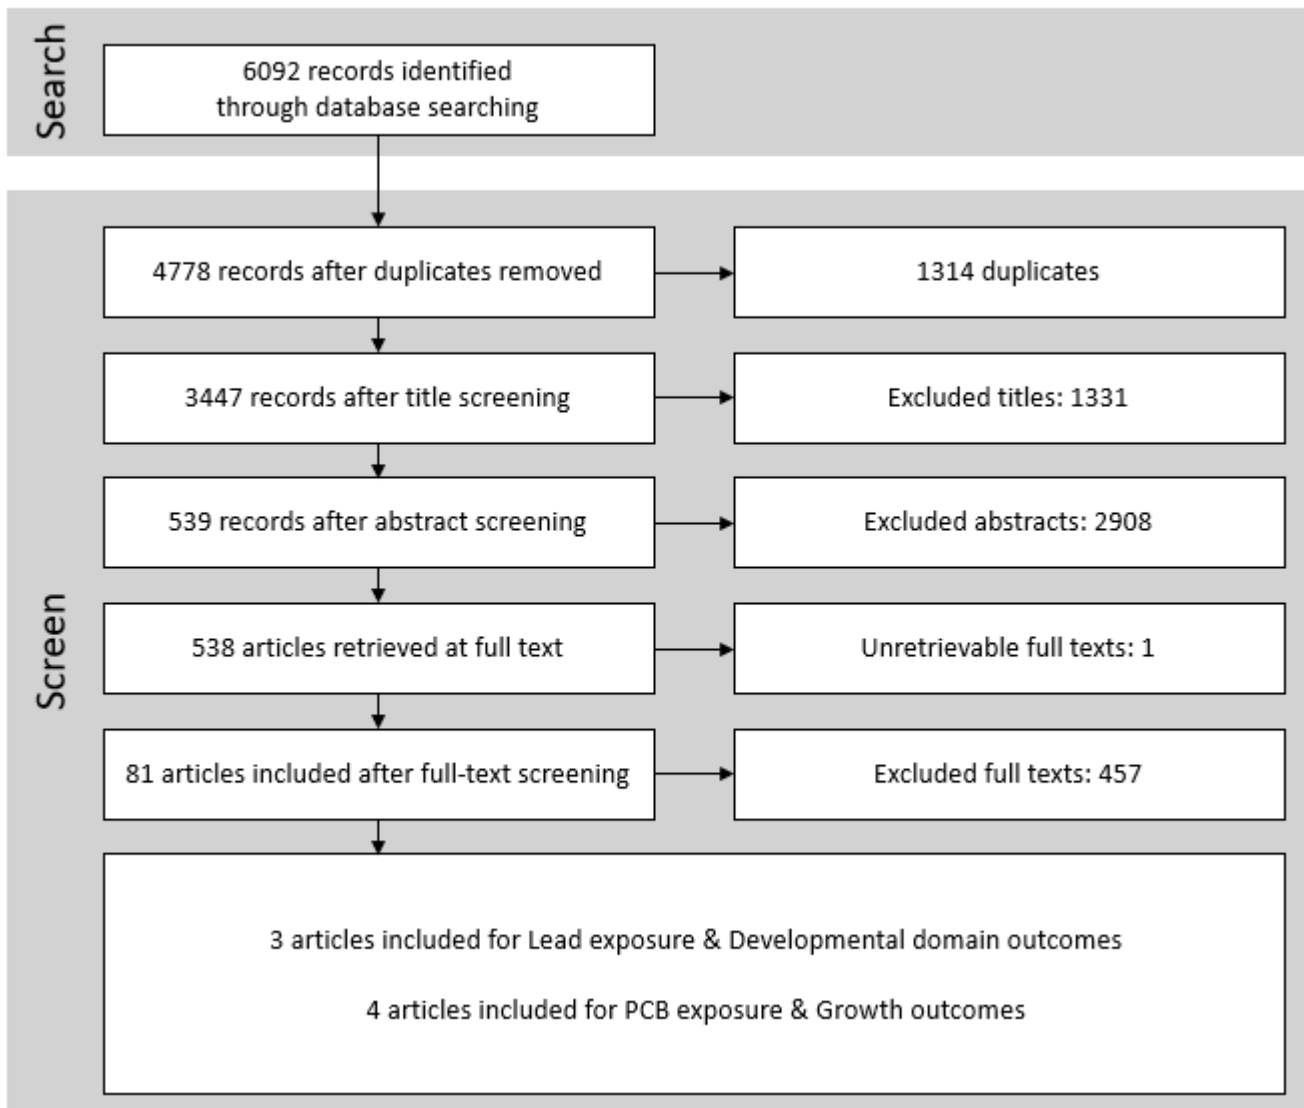 Search
6092 records identified
through database searching
Screen
4778 records after duplicates removed
1314 duplicates
3447 records after title screening
Excluded titles: 1331
539 records after abstract screening
Excluded abstracts: 2908
538 articles retrieved at full text
Unretrievable full texts: 1
81 articles included after full-text screening
Excluded full texts: 457
3 articles included for Lead exposure & Developmental domain outcomes
4 articles included for PCB exposure & Growth outcomes